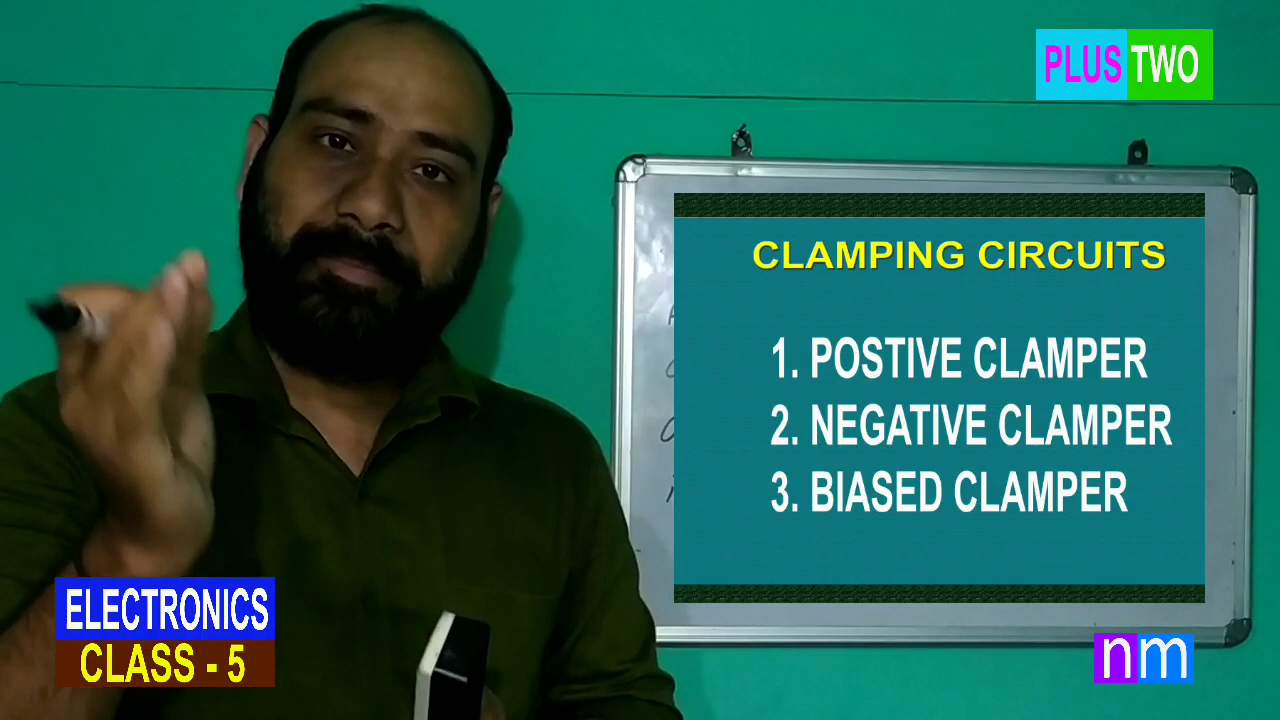 PLUS TWO
CLAMPING CIRCUITS
1. POSTIVE CLAMPER
2. NEGATIVE CLAMPER
3. BIASED CLAMPER
ELECTRONICS
CLASS - 5
nm